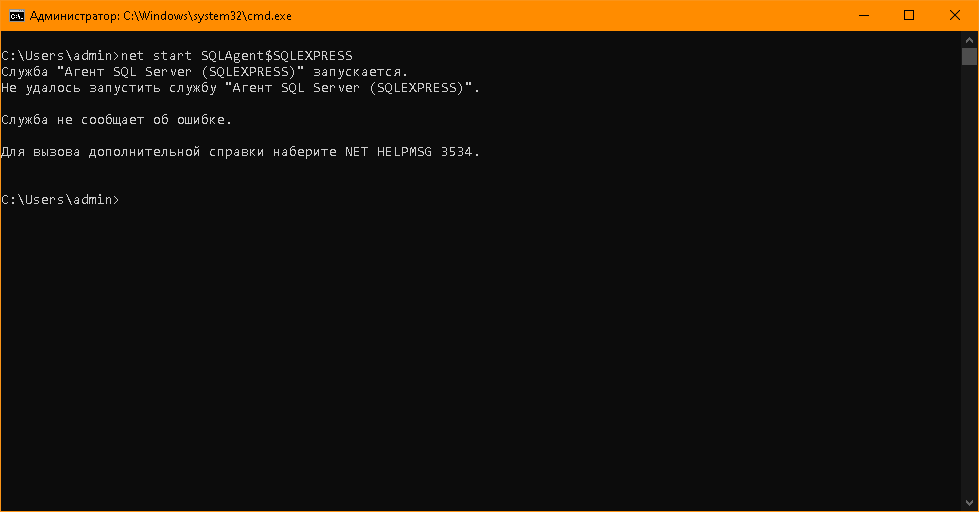 Администратор: C:\Windows\system32\cmd.exe
C:\Users\admin>net start SQLAgent$SQLEXPRESS
Служба "Агент SQL Server (SQLEXPRESS)" запускается.
Не удалось запустить службу "Агент SQL Server (SQLEXPRESS)".
Служба не сообщает об ошибке.
Для вызова дополнительной справки наберите NET HELPMSG 3534.
C:\Users\admin>